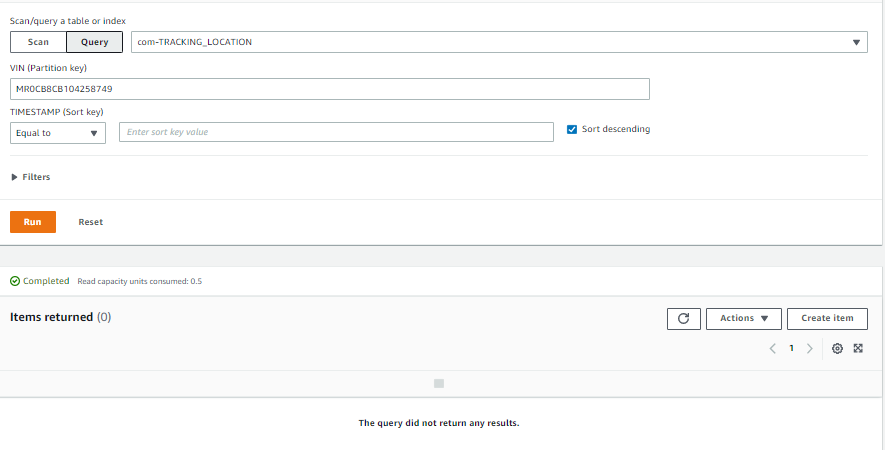 Scan/query a table or index
Scan Query com-TRACKING_LOCATION
VIN (Partition key)
MR0CB8CB104258749
TIMESTAMP (Sort key)
Equal to Enter sort key value Sort descending
Filters
Run Reset
Completed Read capacity units consumed: 0.5
Items returned (0) Actions Create item
1
The query did not return any results.